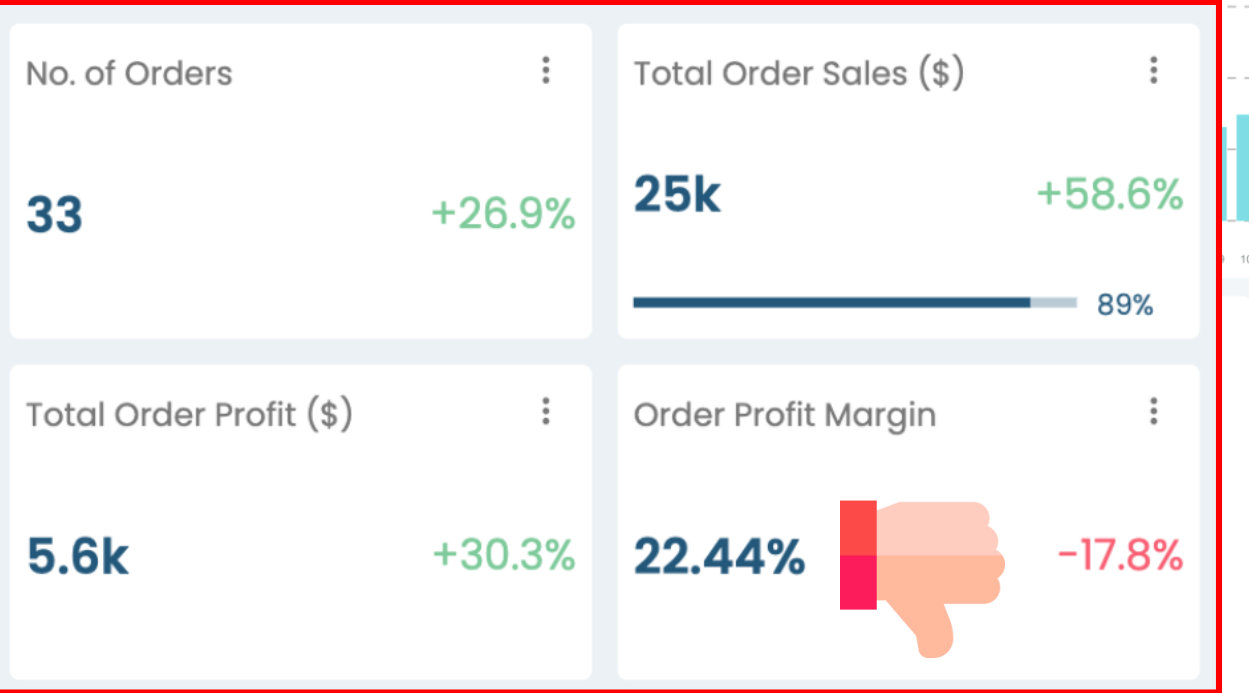 No. of Orders
33
+26.9%
Total Order Sales ($)
25k
+58.6%
89%
Total Order Profit ($)
5.6k
+30.3%
Order Profit Margin
22.44%
-17.8%